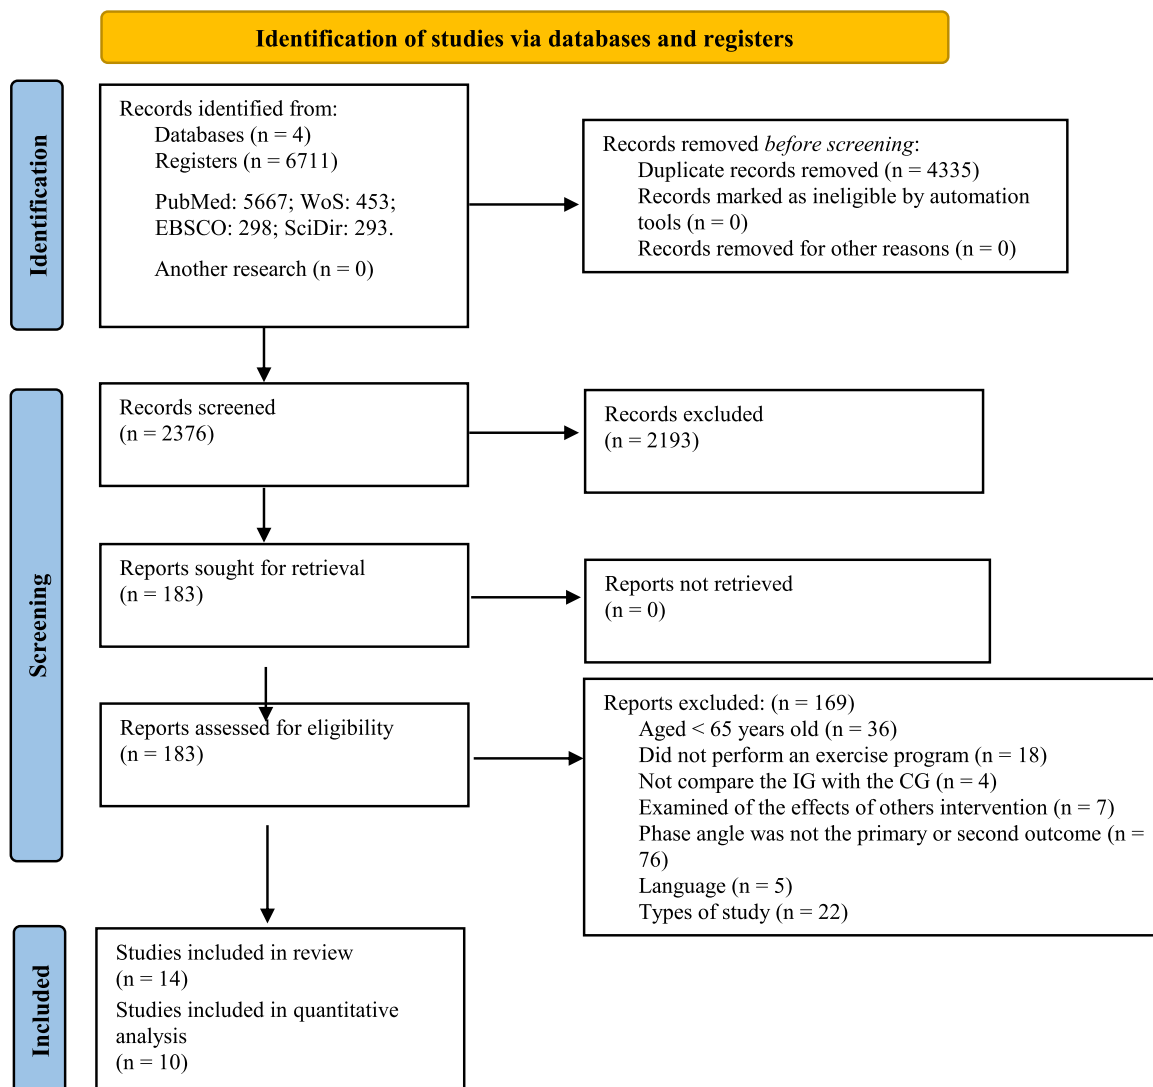 Identification of studies via databases and registers
Identification
Records identified from:
Databases (n = 4)
Registers (n = 6711)
PubMed: 5667; WoS: 453;
EBSCO: 298; SciDir: 293.
Another research (n = 0)
Records removed before screening:
Duplicate records removed (n = 4335)
Records marked as ineligible by automation
tools (n = 0)
Records removed for other reasons (n = 0)
Screening
Records screened
(n = 2376)
Records excluded
(n = 2193)
Reports sought for retrieval
(n = 183)
Reports not retrieved
(n = 0)
Reports assessed for eligibility
(n = 183)
Reports excluded: (n = 169)
Aged < 65 years old (n = 36)
Did not perform an exercise program (n = 18)
Not compare the IG with the CG (n = 4)
Examined of the effects of others intervention (n = 7)
Phase angle was not the primary or second outcome (n =
76)
Language (n = 5)
Types of study (n = 22)
Included
Studies included in review
(n = 14)
Studies included in quantitative
analysis
(n = 10)